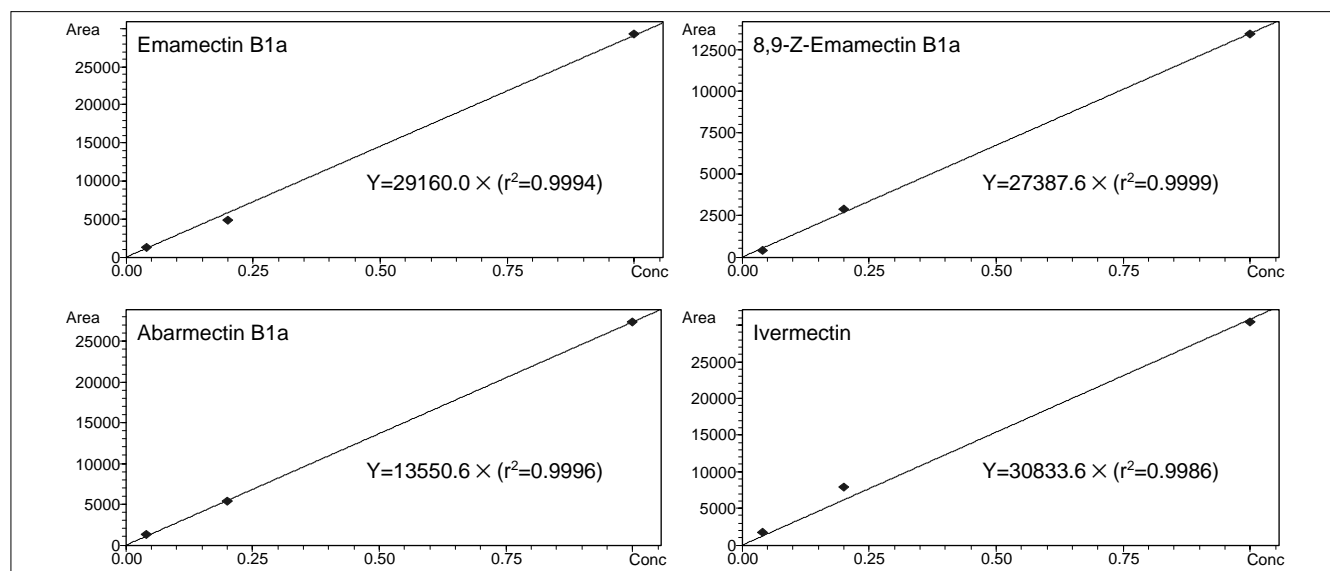 Area
Emamectin B1a
25000
20000
15000
10000
5000
0
Y=29160.0 × (r²=0.9994)
0.00 0.25 0.50 0.75 Conc
Area
8,9-Z-Emamectin B1a
12500
10000
7500
5000
2500
0
Y=27387.6 × (r²=0.9999)
0.00 0.25 0.50 0.75 Conc
Area
Abarmectin B1a
25000
20000
15000
10000
5000
0
Y=13550.6 × (r²=0.9996)
0.00 0.25 0.50 0.75 Conc
Area
Ivermectin
25000
20000
15000
10000
5000
0
Y=30833.6 × (r²=0.9986)
0.00 0.25 0.50 0.75 Conc